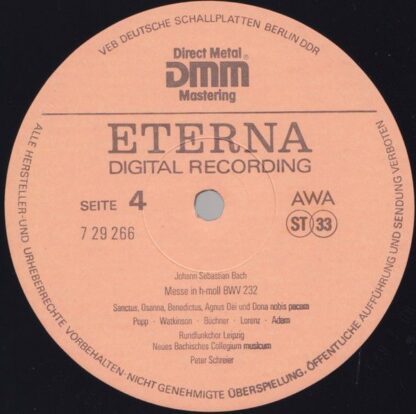 VEB DEUTSCHE SCHALLPLATTEN BERLIN DDR
Direct Metal
DMM®
Mastering
ETERNA
DIGITAL RECORDING
SEITE 4
AWA
7 29 266
ST 33
Johann Sebastian Bach
Messe in h-moll BWV 232
Sanctus, Osanna, Benedictus, Agnus Dei und Dona nobis pacem
Popp · Watkinson · Büchner · Lorenz · Adam
Rundfunkchor Leipzig
Neues Bachisches Collegium musicum
Peter Schreier
ALLE HERSTELLER- UND URHEBERRECHTE VORBEHALTEN · NICHT GENEHMIGTE ÜBERSPIELUNG, ÖFFENTLICHE AUFFÜHRUNG UND SENDUNG VERBOTEN